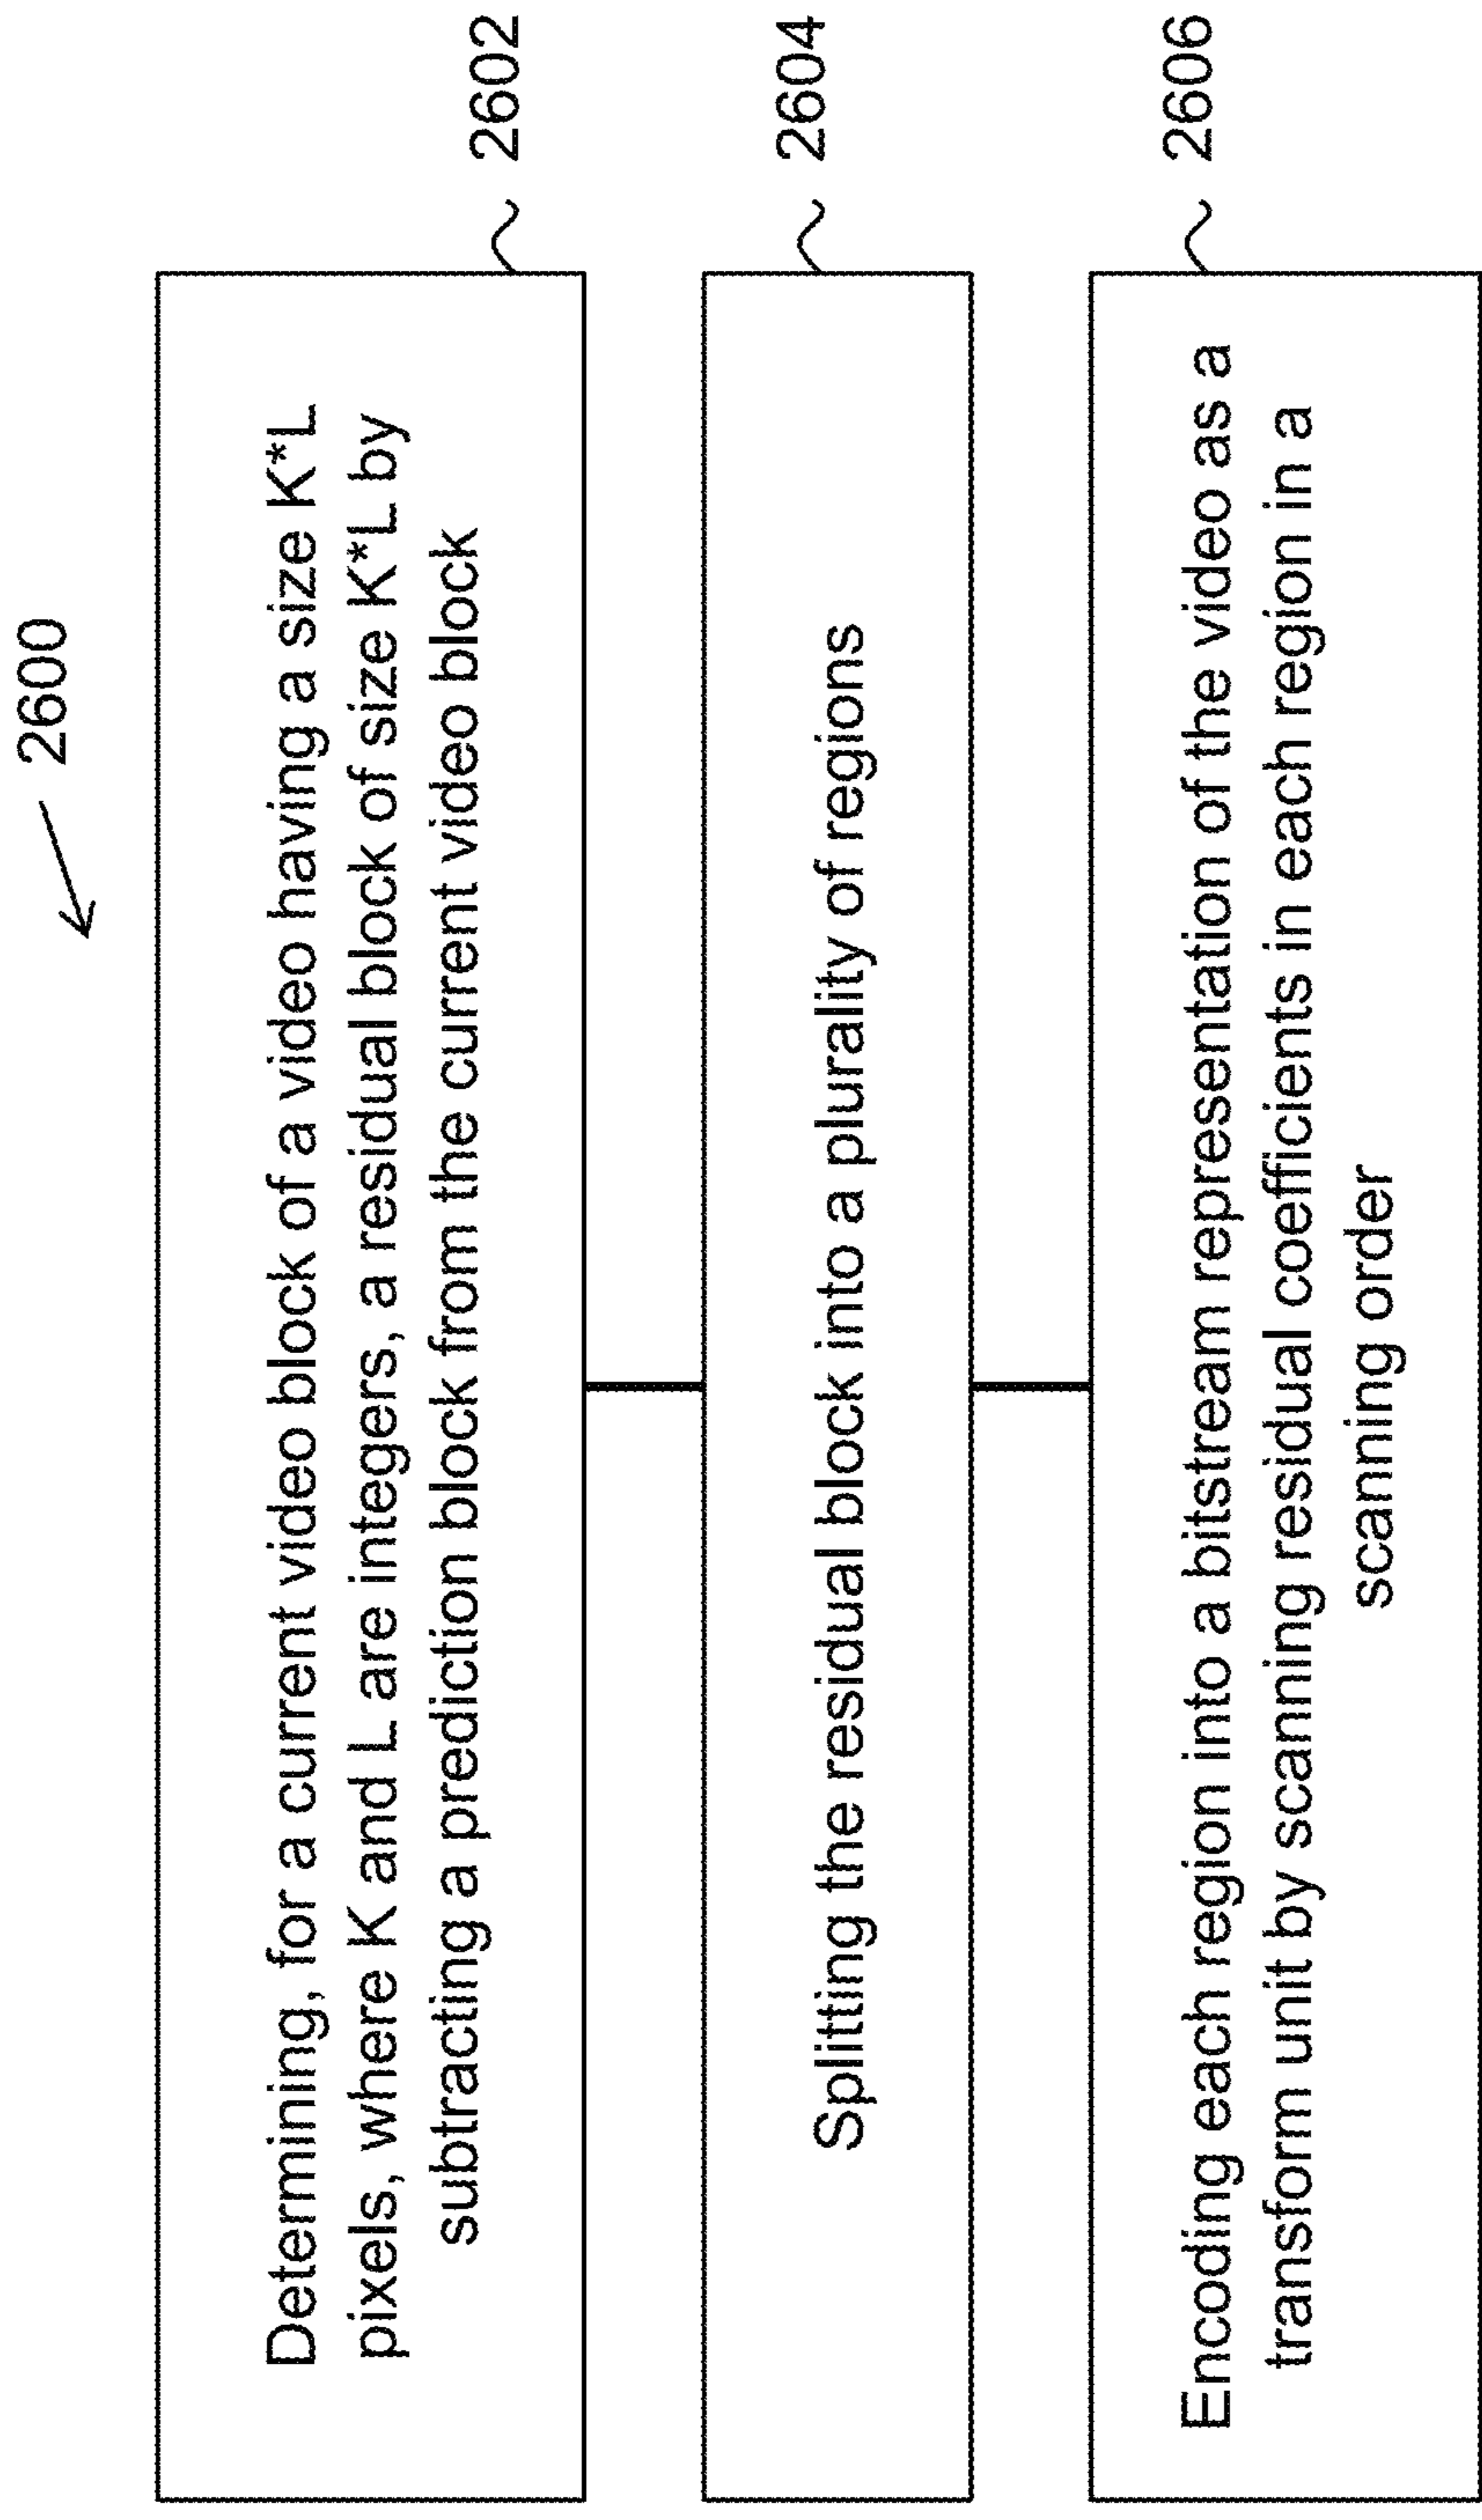 2600
Determining, for a current video block of a video having a size K*L
pixels, where K and L are integers, a residual block of size K*L by
subtracting a prediction block from the current video block
2602
Splitting the residual block into a plurality of regions
2604
Encoding each region into a bitstream representation of the video as a
transform unit by scanning residual coefficients in each region in a
scanning order
2606